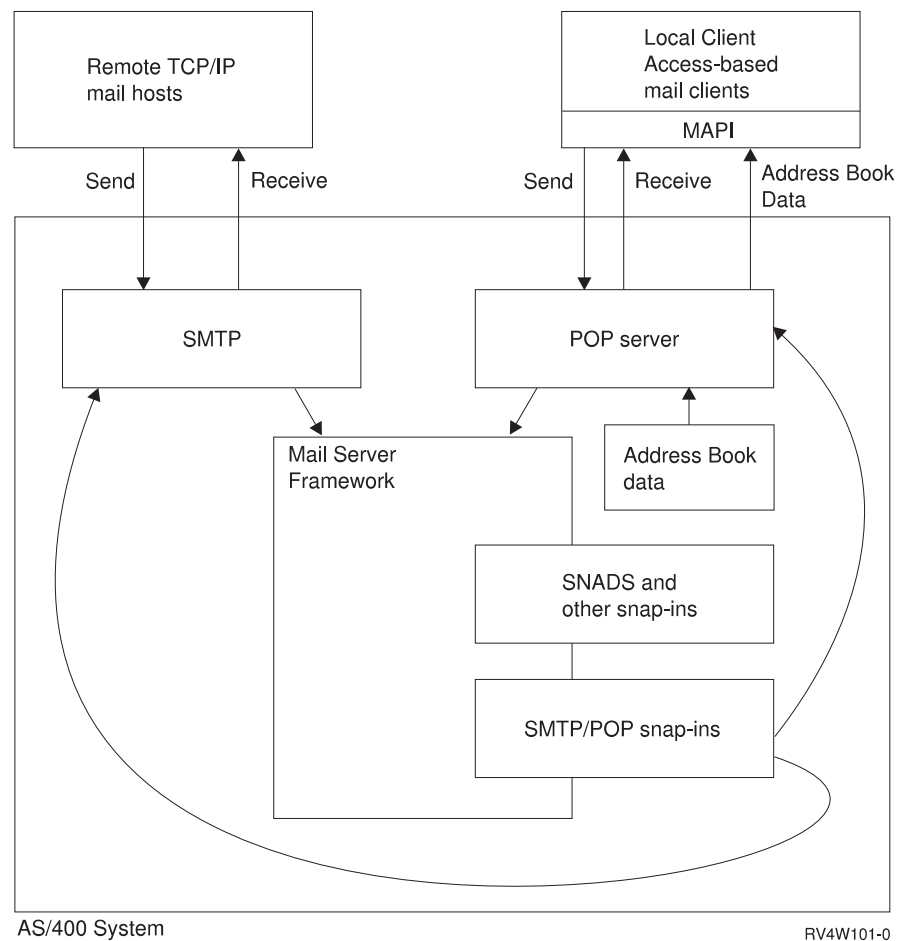 Remote TCP/IP
mail hosts
Local Client
Access-based
mail clients
MAPI
Send
Receive
Send
Receive
Address Book
Data
SMTP
POP server
Mail Server
Framework
Address Book
data
SNADS and
other snap-ins
SMTP/POP snap-ins
AS/400 System
RV4W101-0